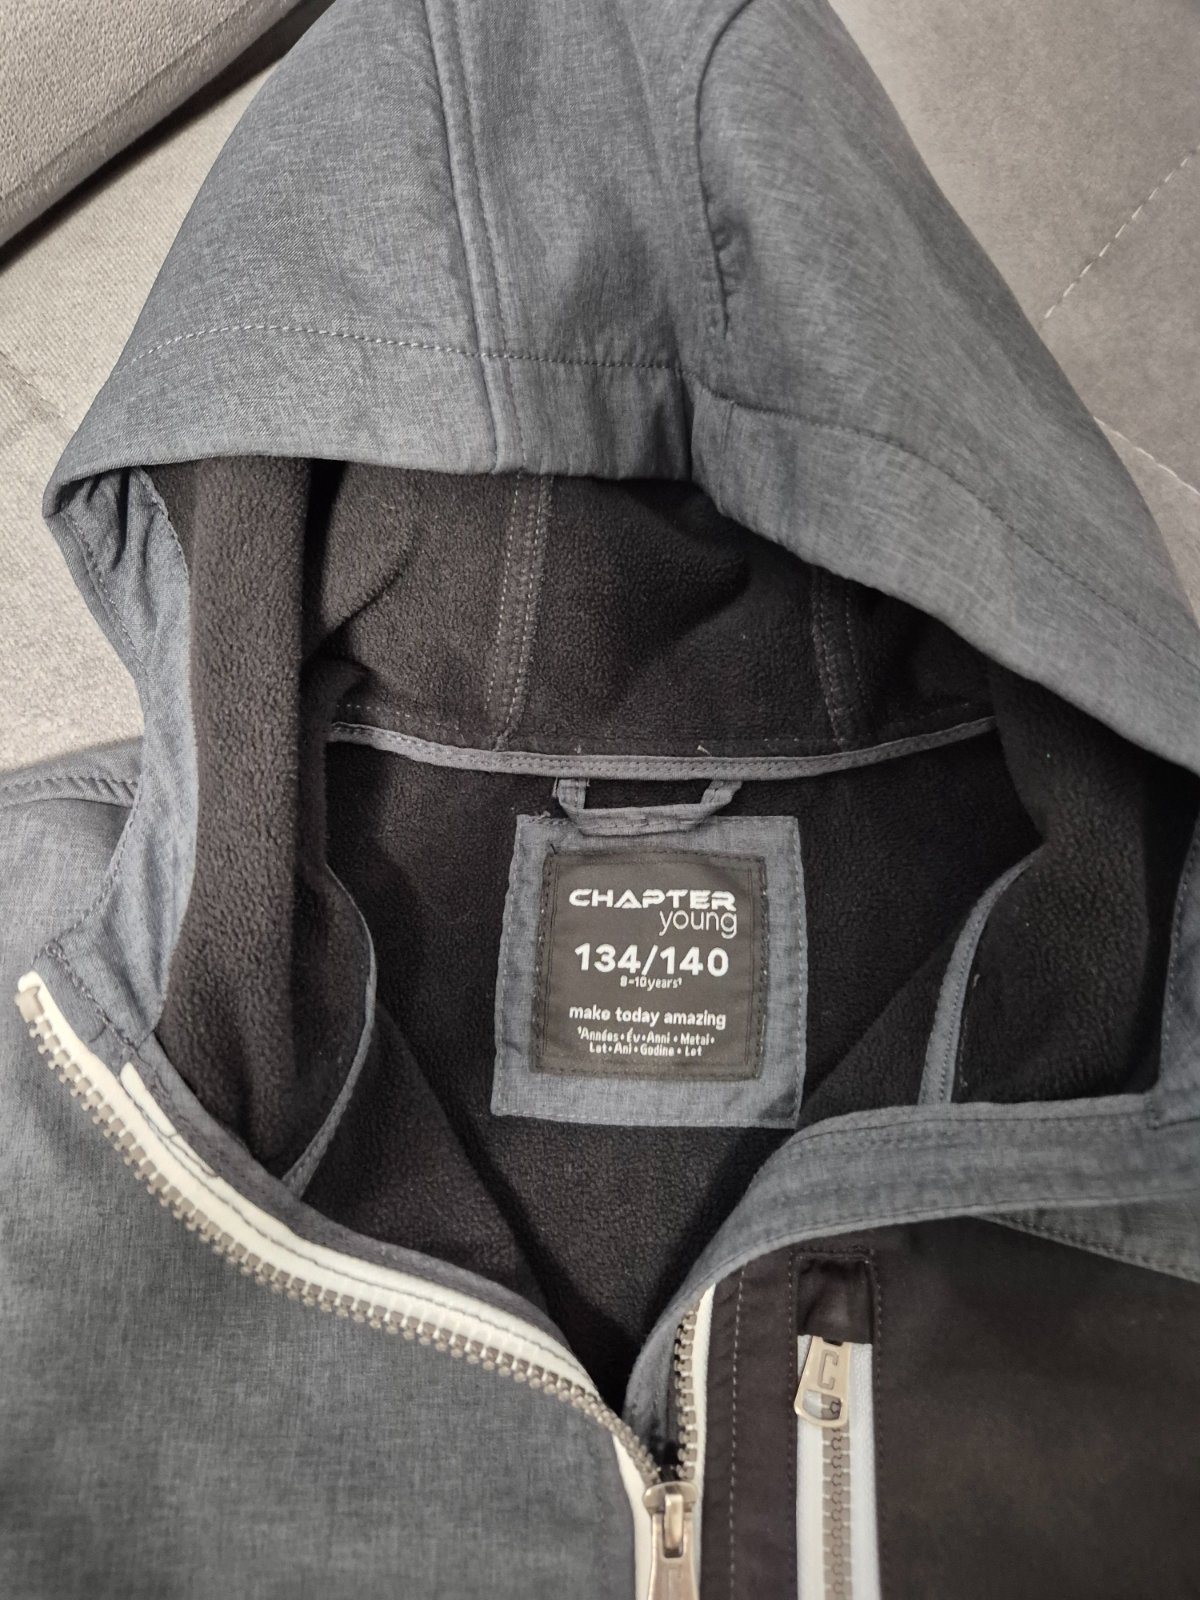 CHAPTER
young
134/140
8-10years¹
make today amazing
¹Années • Év • Anni • Metai •
Let • Ani • Godine • Let